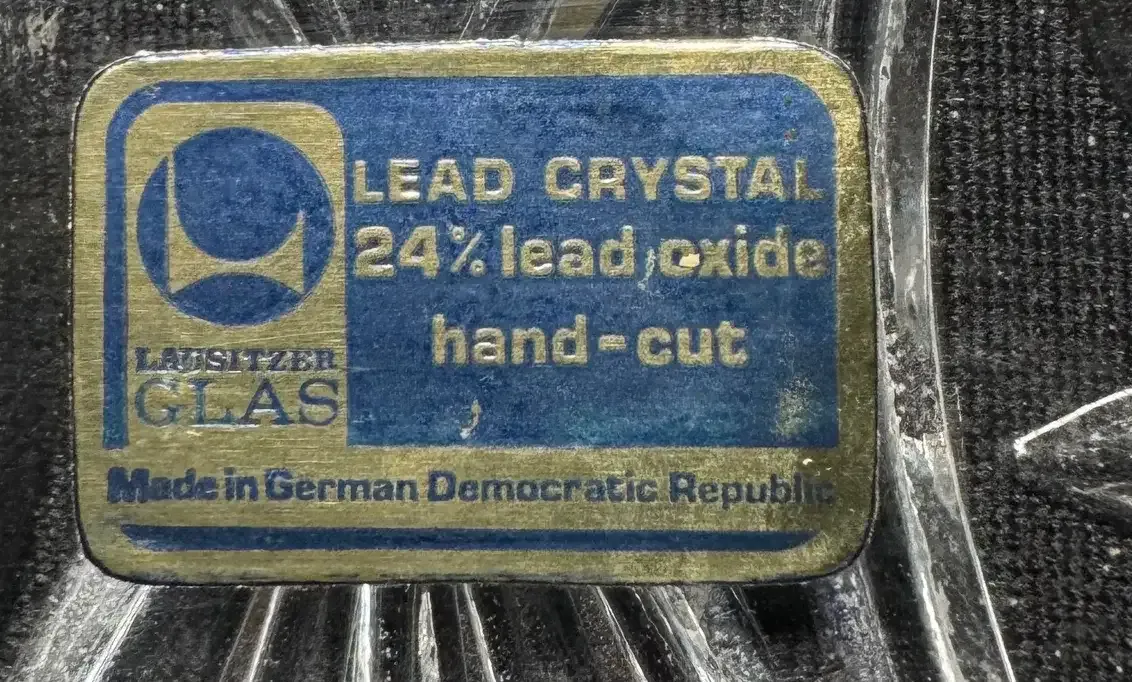 LEAD CRYSTAL
24% lead oxide
hand-cut
LAUSITZER
GLAS
Made in German Democratic Republic